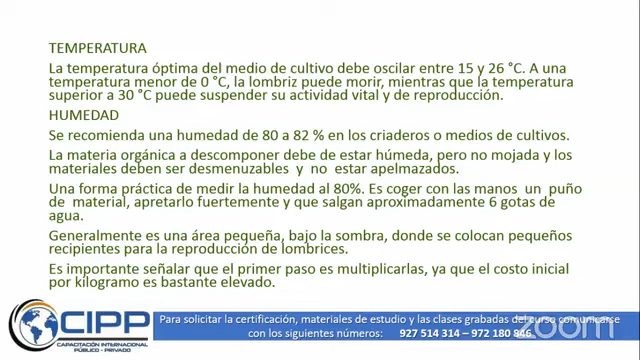 TEMPERATURA
La temperatura óptima del medio de cultivo debe oscilar entre 15 y 26 °C. A una
temperatura menor de 0 °C, la lombriz puede morir, mientras que la temperatura
superior a 30 °C puede suspender su actividad vital y de reproducción.
HUMEDAD
Se recomienda una humedad de 80 a 82 % en los criaderos o medios de cultivos.
La materia orgánica a descomponer debe de estar húmeda, pero no mojada y los
materiales deben ser desmenuzables y no estar apelmazados.
Una forma práctica de medir la humedad al 80%. Es coger con las manos un puño
de material, apretarlo fuertemente y que salgan aproximadamente 6 gotas de
agua.
Generalmente es una área pequeña, bajo la sombra, donde se colocan pequeños
recipientes para la reproducción de lombrices.
Es importante señalar que el primer paso es multiplicarlas, ya que el costo inicial
por kilogramo es bastante elevado.
CIPP
CAPACITACIÓN INTERNACIONAL
PÚBLICO - PRIVADO
Para solicitar la certificación, materiales de estudio y las clases grabadas del curso comunicarse
con los siguientes números: 927 514 314 – 972 180 846
zoom